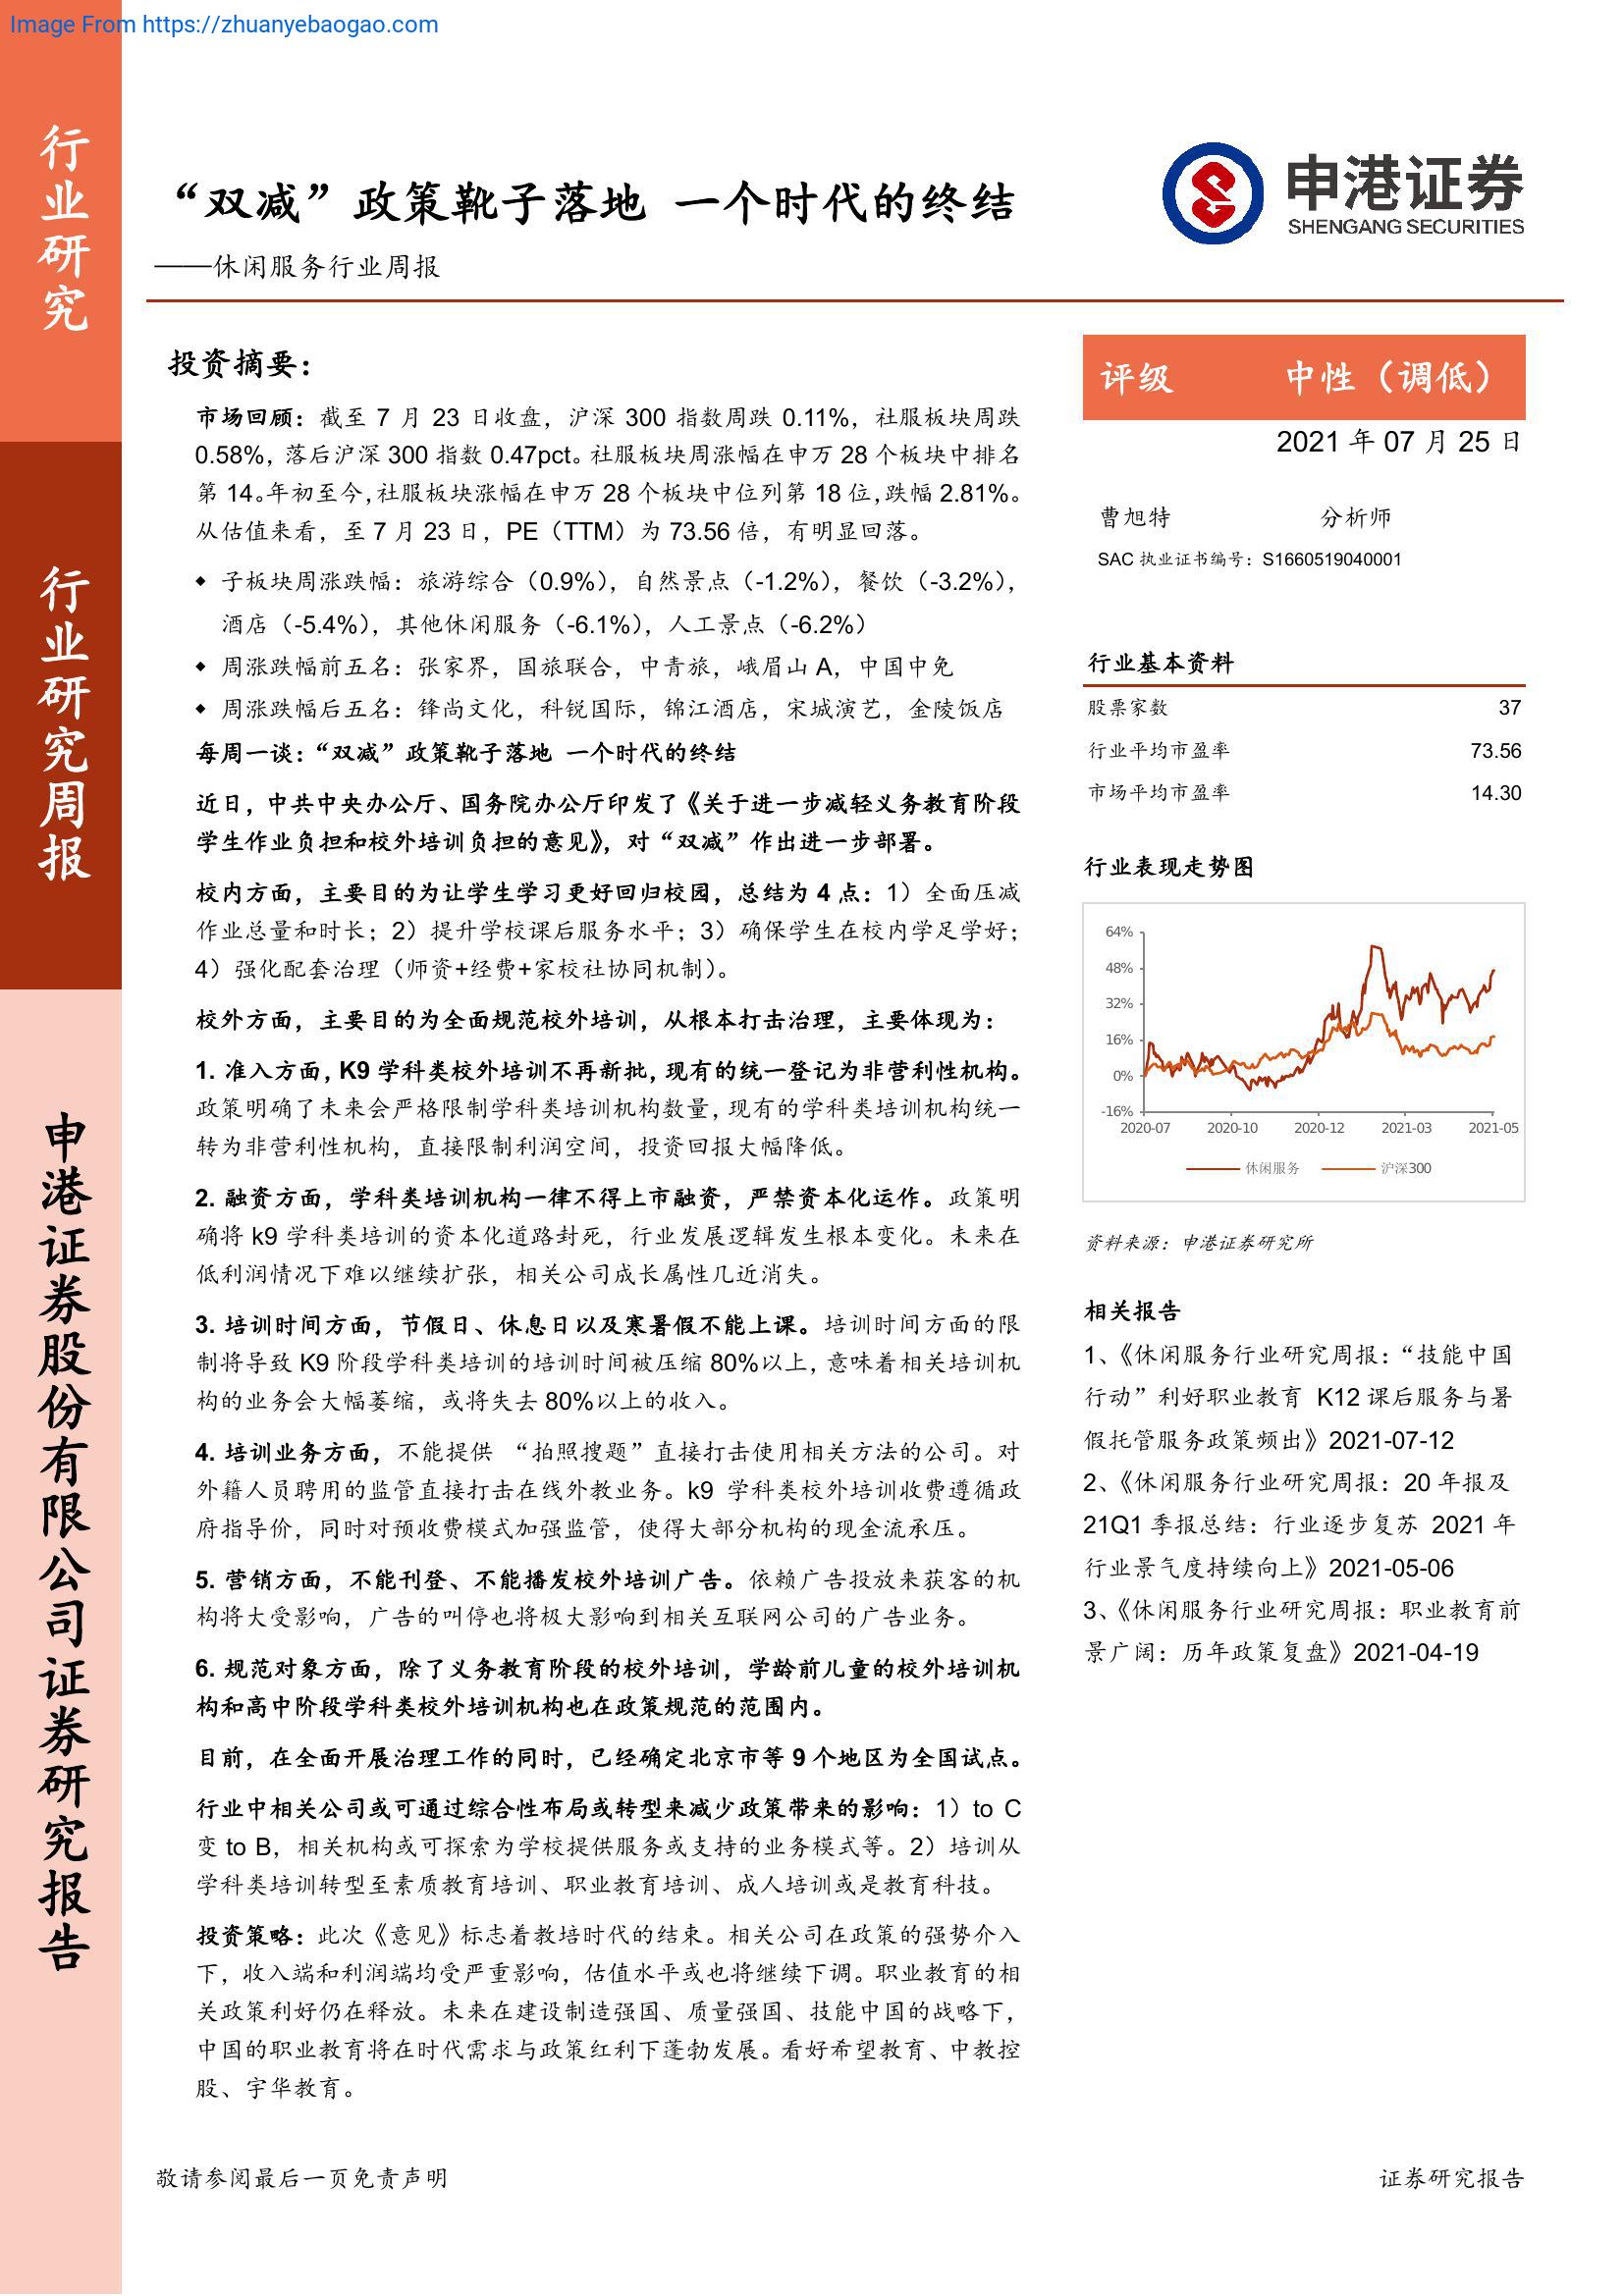 Image From https://zhuanyebaogao.com
行业研究
行业研究周报
申港证券股份有限公司证券研究报告
“双减”政策靴子落地 一个时代的终结
——休闲服务行业周报
申港证券
SHENGANG SECURITIES
投资摘要：
市场回顾：截至 7 月 23 日收盘，沪深 300 指数周跌 0.11%，社服板块周跌
0.58%，落后沪深 300 指数 0.47pct。社服板块周涨幅在申万 28 个板块中排名
第 14。年初至今，社服板块涨幅在申万 28 个板块中位列第 18 位，跌幅 2.81%。
从估值来看，至 7 月 23 日，PE（TTM）为 73.56 倍，有明显回落。
◆ 子板块周涨跌幅：旅游综合（0.9%），自然景点（-1.2%），餐饮（-3.2%），
酒店（-5.4%），其他休闲服务（-6.1%），人工景点（-6.2%）
◆ 周涨跌幅前五名：张家界，国旅联合，中青旅，峨眉山 A，中国中免
◆ 周涨跌幅后五名：锋尚文化，科锐国际，锦江酒店，宋城演艺，金陵饭店
每周一谈：“双减”政策靴子落地 一个时代的终结
近日，中共中央办公厅、国务院办公厅印发了《关于进一步减轻义务教育阶段
学生作业负担和校外培训负担的意见》，对“双减”作出进一步部署。
校内方面，主要目的为让学生学习更好回归校园，总结为 4 点：1）全面压减
作业总量和时长；2）提升学校课后服务水平；3）确保学生在校内学足学好；
4）强化配套治理（师资+经费+家校社协同机制）。
校外方面，主要目的为全面规范校外培训，从根本打击治理，主要体现为：
1. 准入方面，K9 学科类校外培训不再新批，现有的统一登记为非营利性机构。
政策明确了未来会严格限制学科类培训机构数量，现有的学科类培训机构统一
转为非营利性机构，直接限制利润空间，投资回报大幅降低。
2. 融资方面，学科类培训机构一律不得上市融资，严禁资本化运作。政策明
确将 k9 学科类培训的资本化道路封死，行业发展逻辑发生根本变化。未来在
低利润情况下难以继续扩张，相关公司成长属性几近消失。
3. 培训时间方面，节假日、休息日以及寒暑假不能上课。培训时间方面的限
制将导致 K9 阶段学科类培训的培训时间被压缩 80%以上，意味着相关培训机
构的业务会大幅萎缩，或将失去 80%以上的收入。
4. 培训业务方面，不能提供 “拍照搜题”直接打击使用相关方法的公司。对
外籍人员聘用的监管直接打击在线外教业务。k9 学科类校外培训收费遵循政
府指导价，同时对预收费模式加强监管，使得大部分机构的现金流承压。
5. 营销方面，不能刊登、不能播发校外培训广告。依赖广告投放来获客的机
构将大受影响，广告的叫停也将极大影响到相关互联网公司的广告业务。
6. 规范对象方面，除了义务教育阶段的校外培训，学龄前儿童的校外培训机
构和高中阶段学科类校外培训机构也在政策规范的范围内。
目前，在全面开展治理工作的同时，已经确定北京市等 9 个地区为全国试点。
行业中相关公司或可通过综合性布局或转型来减少政策带来的影响：1）to C
变 to B，相关机构或可探索为学校提供服务或支持的业务模式等。2）培训从
学科类培训转型至素质教育培训、职业教育培训、成人培训或是教育科技。
投资策略：此次《意见》标志着教培时代的结束。相关公司在政策的强势介入
下，收入端和利润端均受严重影响，估值水平或也将继续下调。职业教育的相
关政策利好仍在释放。未来在建设制造强国、质量强国、技能中国的战略下，
中国的职业教育将在时代需求与政策红利下蓬勃发展。看好希望教育、中教控
股、宇华教育。
评级 中性（调低）
2021 年 07 月 25 日
曹旭特 分析师
SAC 执业证书编号：S1660519040001
行业基本资料
股票家数 37
行业平均市盈率 73.56
市场平均市盈率 14.30
行业表现走势图
64%
48%
32%
16%
0%
-16%
2020-07 2020-10 2020-12 2021-03 2021-05
休闲服务 沪深300
资料来源：申港证券研究所
相关报告
1、《休闲服务行业研究周报：“技能中国
行动”利好职业教育 K12 课后服务与暑
假托管服务政策频出》2021-07-12
2、《休闲服务行业研究周报：20 年报及
21Q1 季报总结：行业逐步复苏 2021 年
行业景气度持续向上》2021-05-06
3、《休闲服务行业研究周报：职业教育前
景广阔：历年政策复盘》2021-04-19
敬请参阅最后一页免责声明
证券研究报告